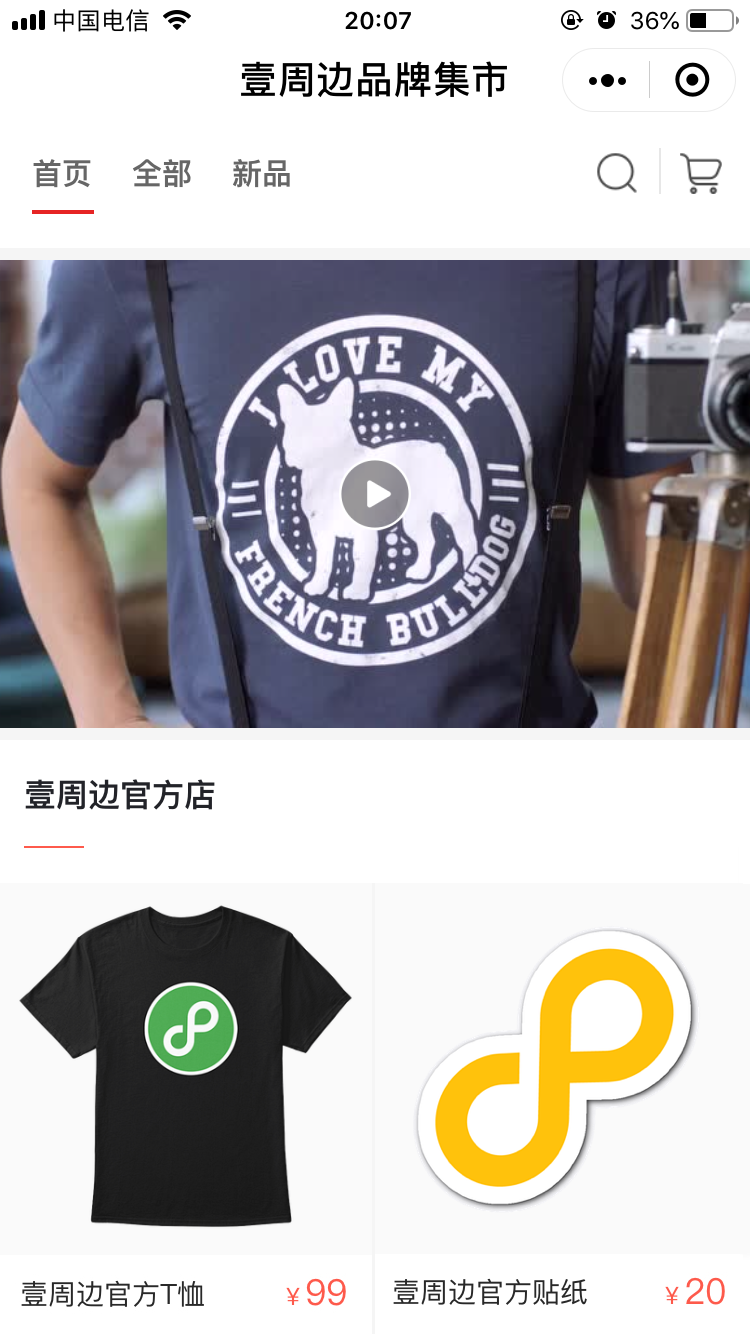 中国电信 20:07 36%
壹周边品牌集市
首页 全部 新品
I LOVE MY
FRENCH BULLDOG
壹周边官方店
壹周边官方T恤 ¥99
壹周边官方贴纸 ¥20